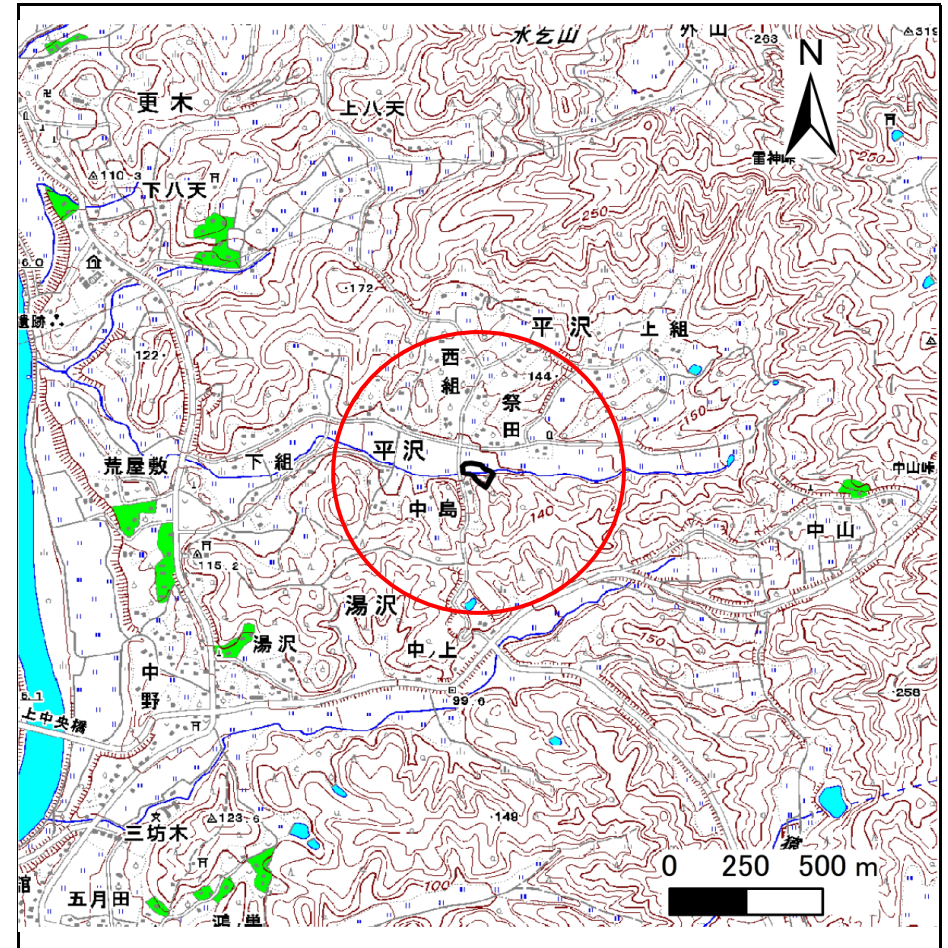 水乞山
外山
・263
△319
N
更木
上八天
雷神峠
250
△110.3
下八天
250
・172・
遺跡
平沢
上組
122・
西組
144
祭田
150
平沢
下組
荒屋敷
中山峠
中島
140
中山
△115.2
湯沢
湯沢
中ノ上
150
中野
99.6
・258
5.1
上中央橋
三坊木
△123.6
・149
0 250 500 m
100
五月田